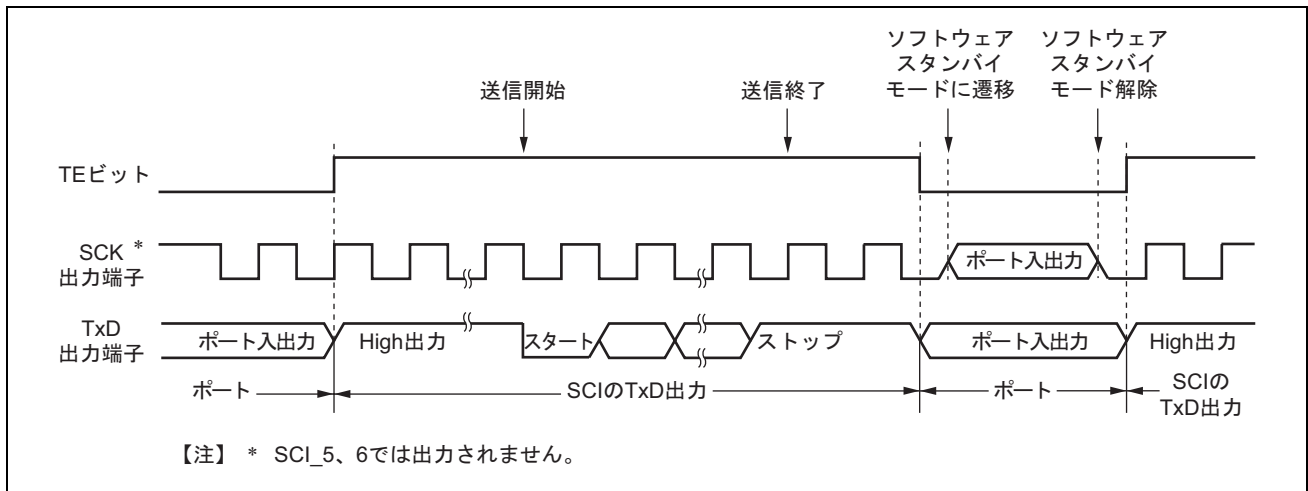 ソフトウェア
スタンバイ
モードに遷移
ソフトウェア
スタンバイ
モード解除
送信開始
送信終了
TEビット
SCK *
出力端子
ポート入出力
TxD
出力端子
ポート入出力
High出力
スタート
ストップ
ポート入出力
High出力
ポート
SCIのTxD出力
ポート
SCIの
TxD出力
【注】 * SCI_5、6では出力されません。